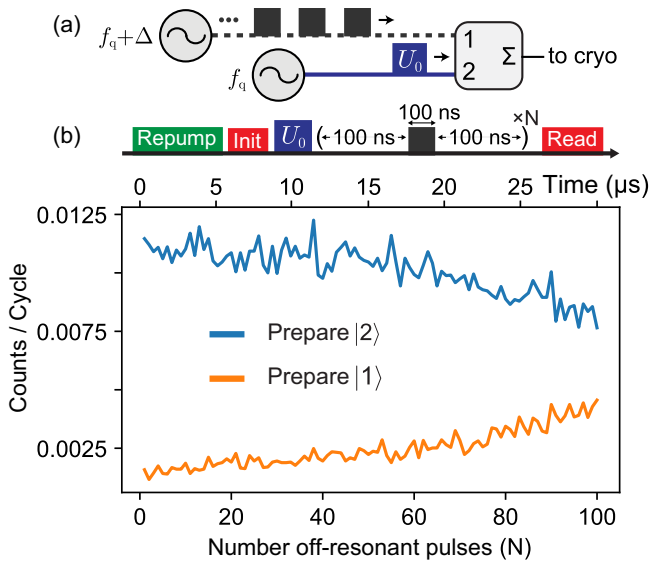 (a)
f_q+Δ
1
2
Σ
to cryo
f_q
U₀
(b)
Repump
Init
U₀
(
100 ns
100 ns
100 ns
)
×N
Read
0
5
10
15
20
25
Time (μs)
0.0125
0.0075
0.0025
Counts / Cycle
Prepare |2⟩
Prepare |1⟩
0
20
40
60
80
100
Number off-resonant pulses (N)